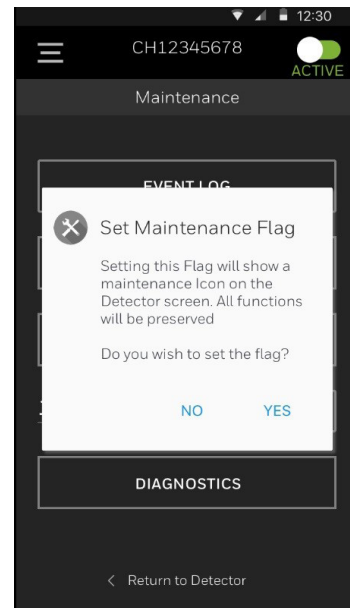 12:30
CH12345678
ACTIVE
Maintenance
EVENT LOG
Set Maintenance Flag
Setting this Flag will show a
maintenance Icon on the
Detector screen. All functions
will be preserved
Do you wish to set the flag?
NO YES
DIAGNOSTICS
< Return to Detector